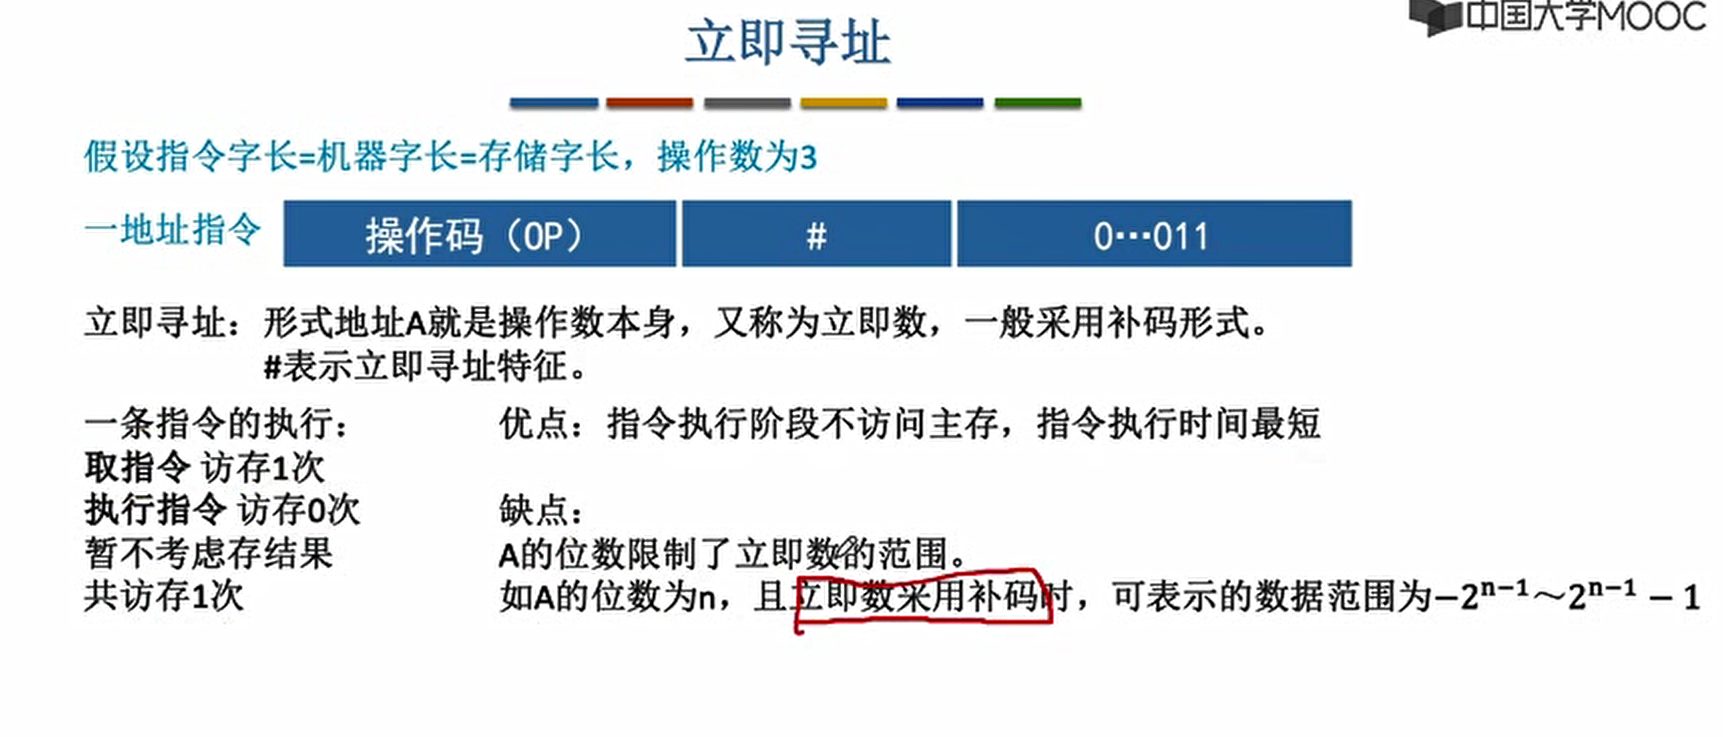 中国大学MOOC
立即寻址
假设指令字长=机器字长=存储字长，操作数为3
一地址指令 操作码（OP） # 0…011
立即寻址：形式地址A就是操作数本身，又称为立即数，一般采用补码形式。
#表示立即寻址特征。
一条指令的执行：
取指令 访存1次
执行指令 访存0次
暂不考虑存结果
共访存1次
优点：指令执行阶段不访问主存，指令执行时间最短
缺点：
A的位数限制了立即数的范围。
如A的位数为n，且立即数采用补码时，可表示的数据范围为−2ⁿ⁻¹～2ⁿ⁻¹ − 1